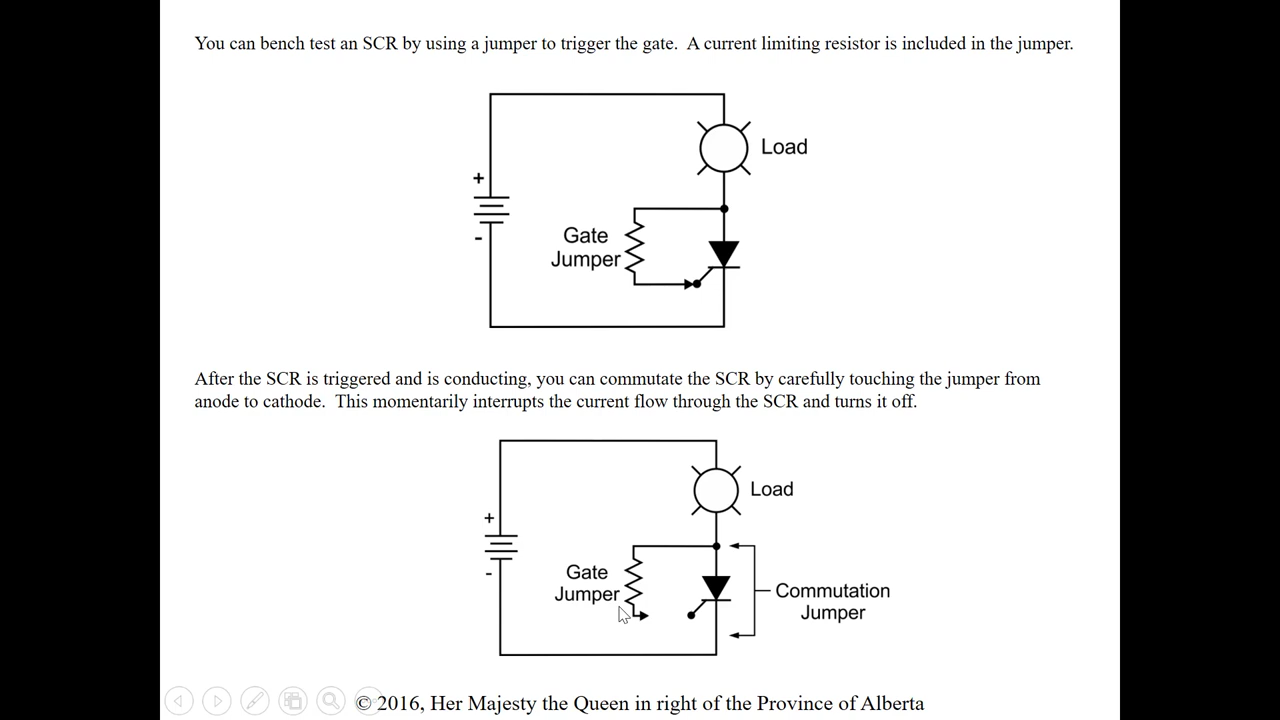 You can bench test an SCR by using a jumper to trigger the gate.  A current limiting resistor is included in the jumper.
Load
+
-
Gate
Jumper
After the SCR is triggered and is conducting, you can commutate the SCR by carefully touching the jumper from
anode to cathode.  This momentarily interrupts the current flow through the SCR and turns it off.
Load
+
-
Gate
Jumper
Commutation
Jumper
© 2016, Her Majesty the Queen in right of the Province of Alberta